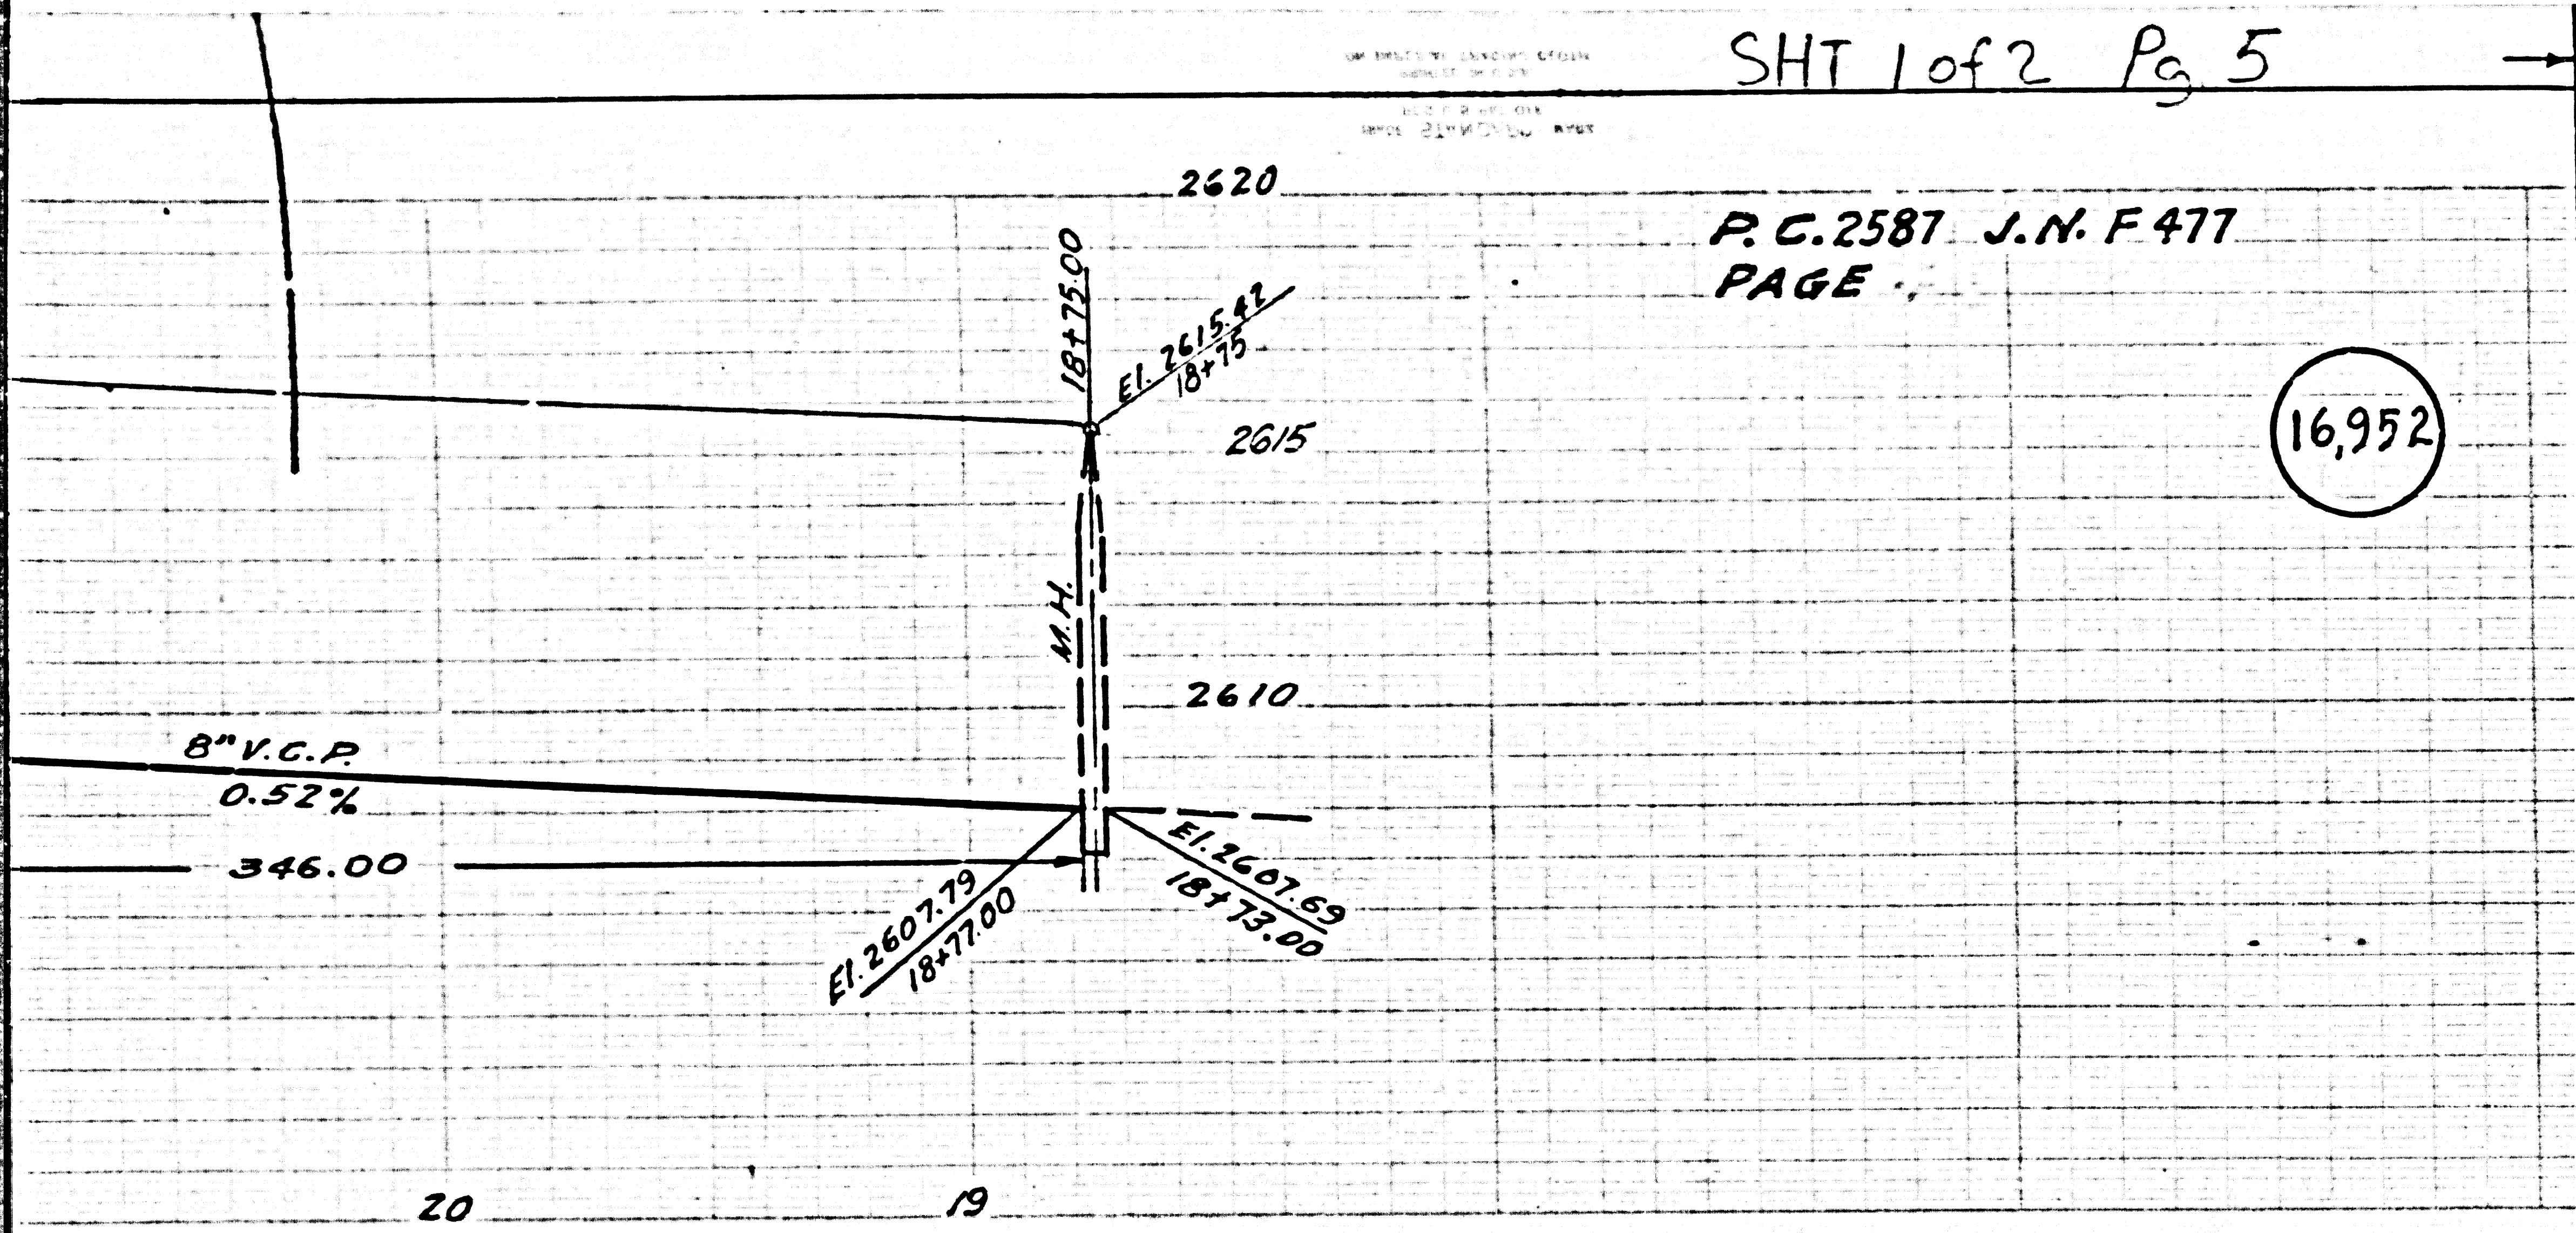 SHT 1 of 2 Pg. 5
2620
P.C. 2587 J.N. F 477
PAGE
18+75.00
El. 2615.42
18+75
2615
16,952
M.H.
2610
8" V.C.P.
0.52%
346.00
El. 2607.79
18+77.00
El. 2607.69
18+73.00
20
19